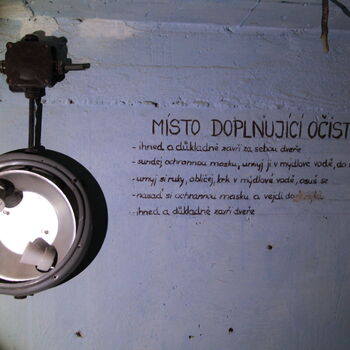 MÍSTO DOPLŇUJÍCÍ OČIST
- ihned a důkladně zavři za sebou dveře
- sundej ochrannou masku, umyj ji v mýdlové vodě, do
- umyj si ruky, obličej, krk v mýdlové vodě, osuš se
- nasaď si ochrannou masku a vejdi do
- ihned a důkladně zavři dveře